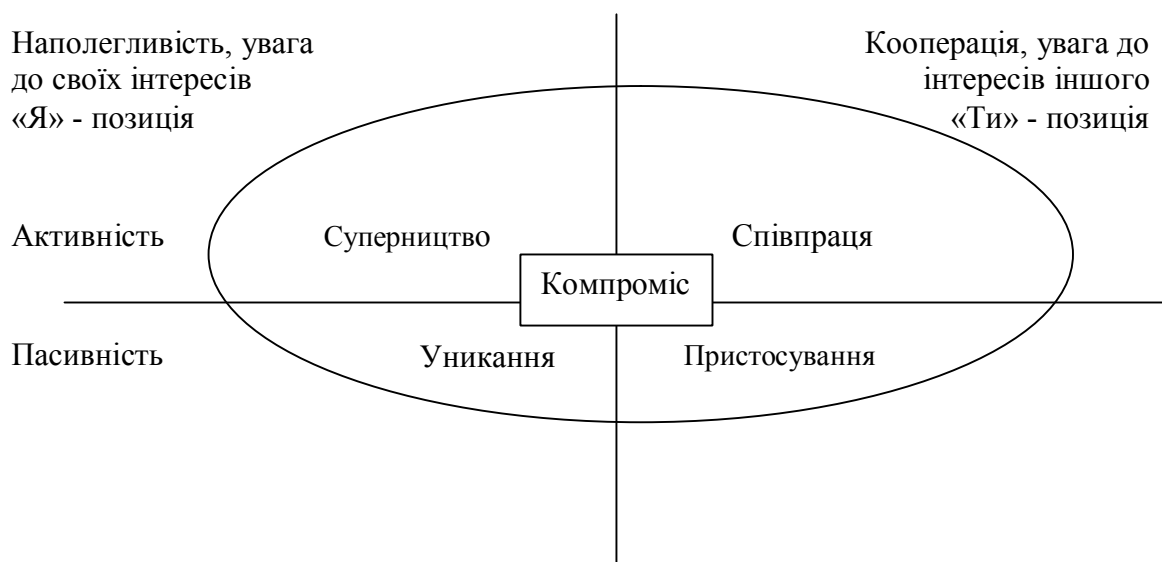 Наполегливість, увага
до своїх інтересів
«Я» - позиція
Кооперація, увага до
інтересів іншого
«Ти» - позиція
Активність
Суперництво
Співпраця
Компроміс
Пасивність
Уникання
Пристосування